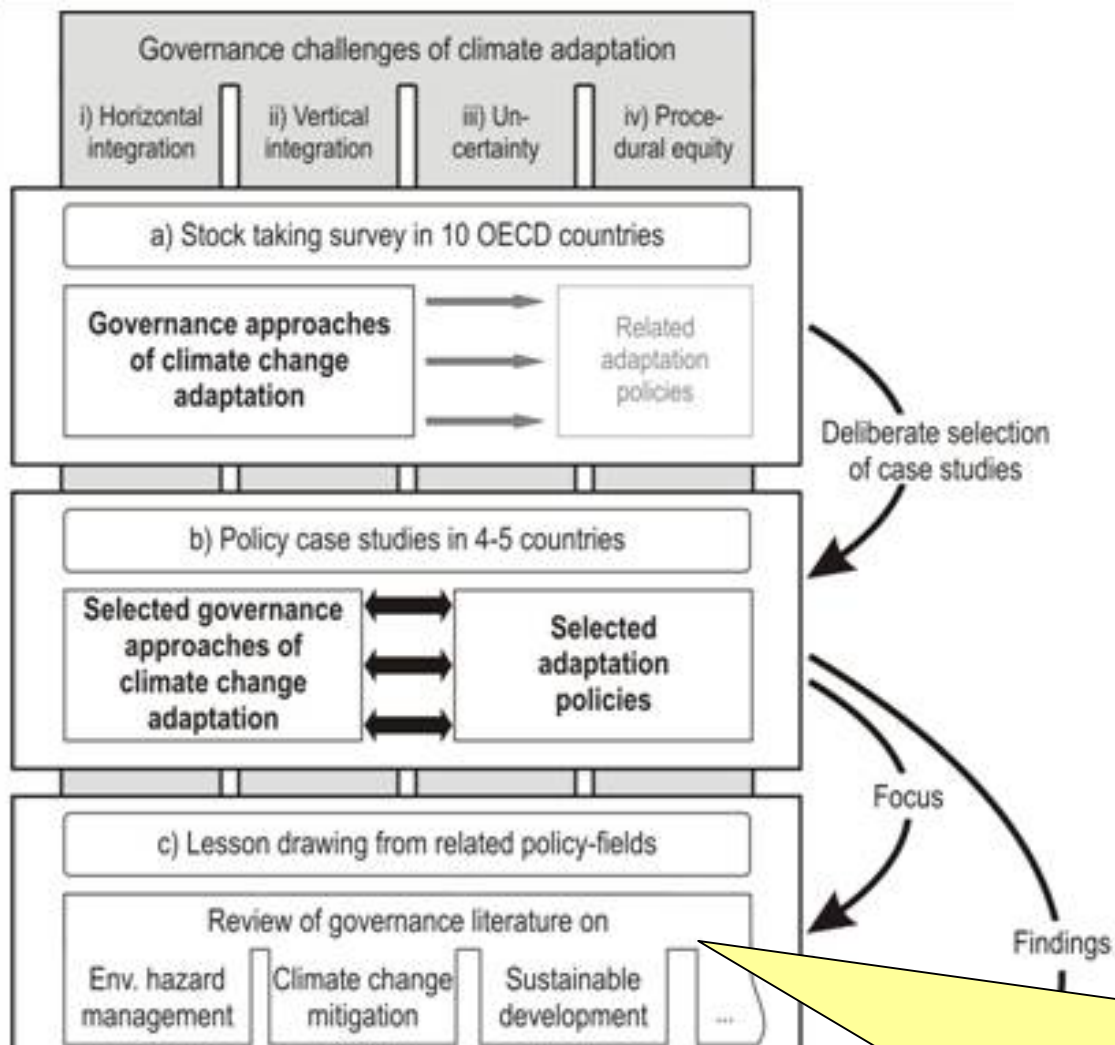 Governance challenges of climate adaptation
i) Horizontal
integration
ii) Vertical
integration
iii) Un-
certainty
iv) Proce-
dural equity
a) Stock taking survey in 10 OECD countries
Governance approaches
of climate change
adaptation
Related
adaptation
policies
Deliberate selection
of case studies
b) Policy case studies in 4-5 countries
Selected governance
approaches of
climate change
adaptation
Selected
adaptation
policies
Focus
c) Lesson drawing from related policy-fields
Review of governance literature on
Env. hazard
management
Climate change
mitigation
Sustainable
development
...
Findings